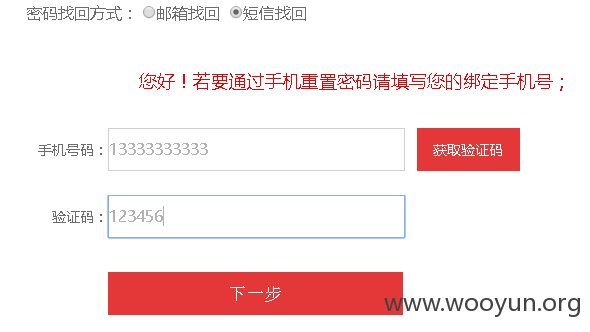 密码找回方式： 邮箱找回 短信找回
您好！若要通过手机重置密码请填写您的绑定手机号；
手机号码： 13333333333 获取验证码
验证码： 123456
下一步
www.wooyun.org